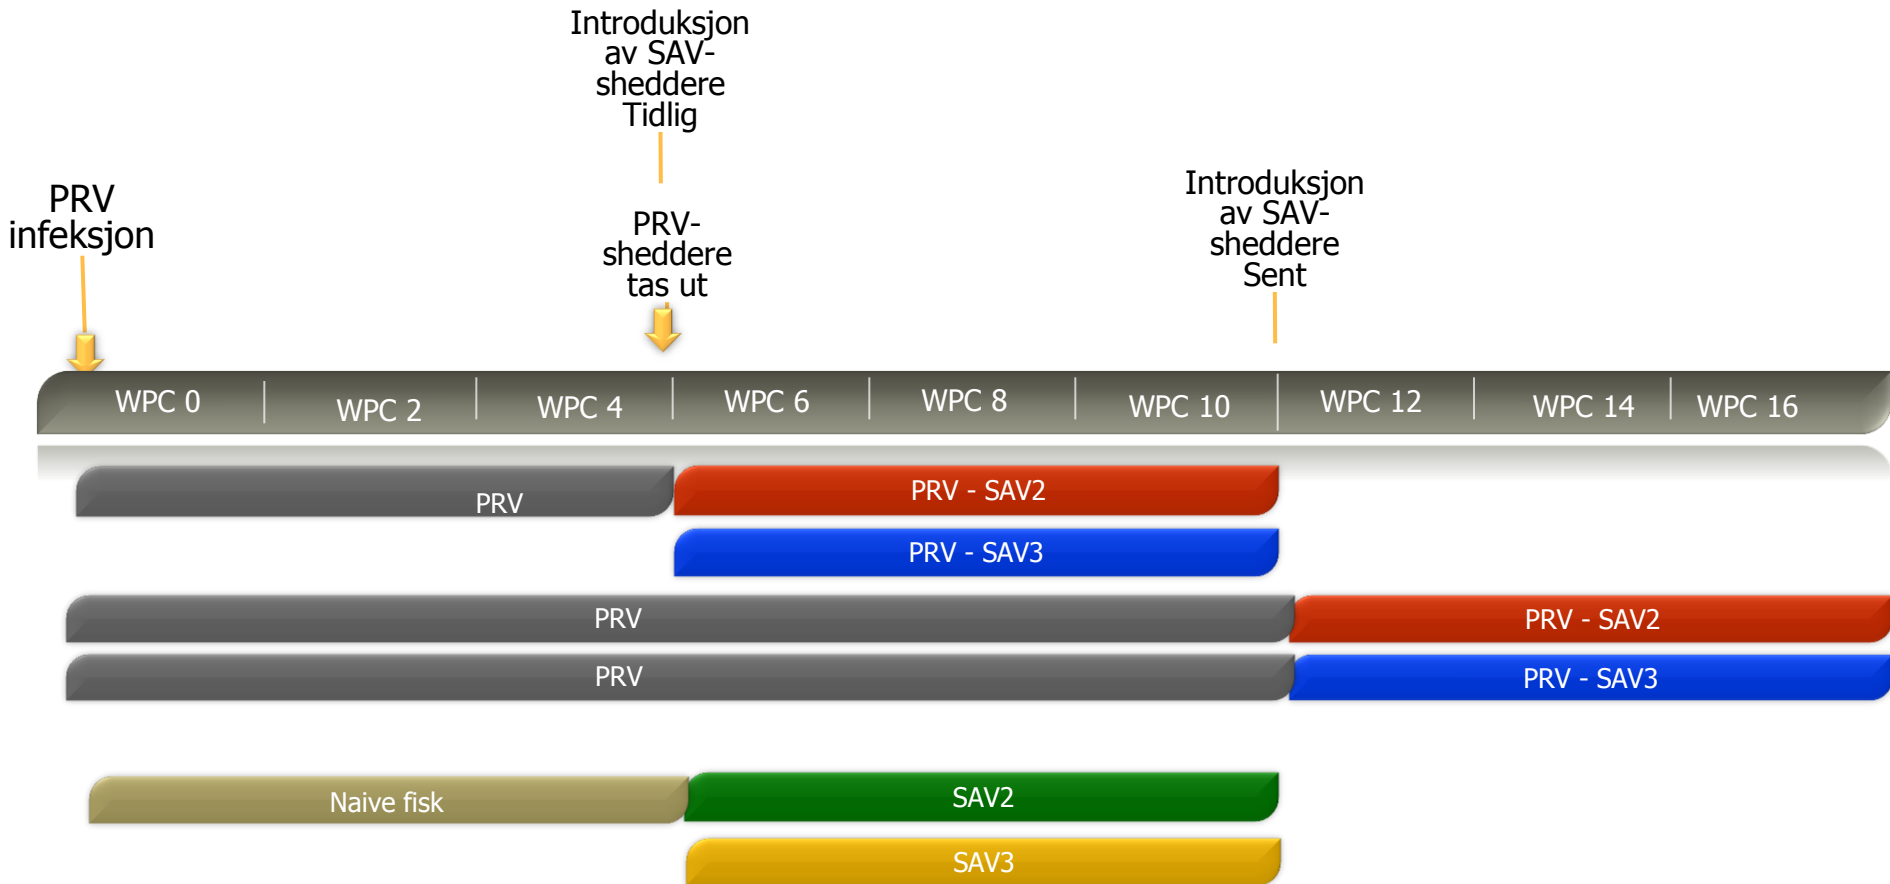 Introduksjon
av SAV-
sheddere
Tidlig
PRV
infeksjon
PRV-
sheddere
tas ut
Introduksjon
av SAV-
sheddere
Sent
WPC 0
WPC 2
WPC 4
WPC 6
WPC 8
WPC 10
WPC 12
WPC 14
WPC 16
PRV
PRV - SAV2
PRV - SAV3
PRV
PRV - SAV2
PRV
PRV - SAV3
Naive fisk
SAV2
SAV3